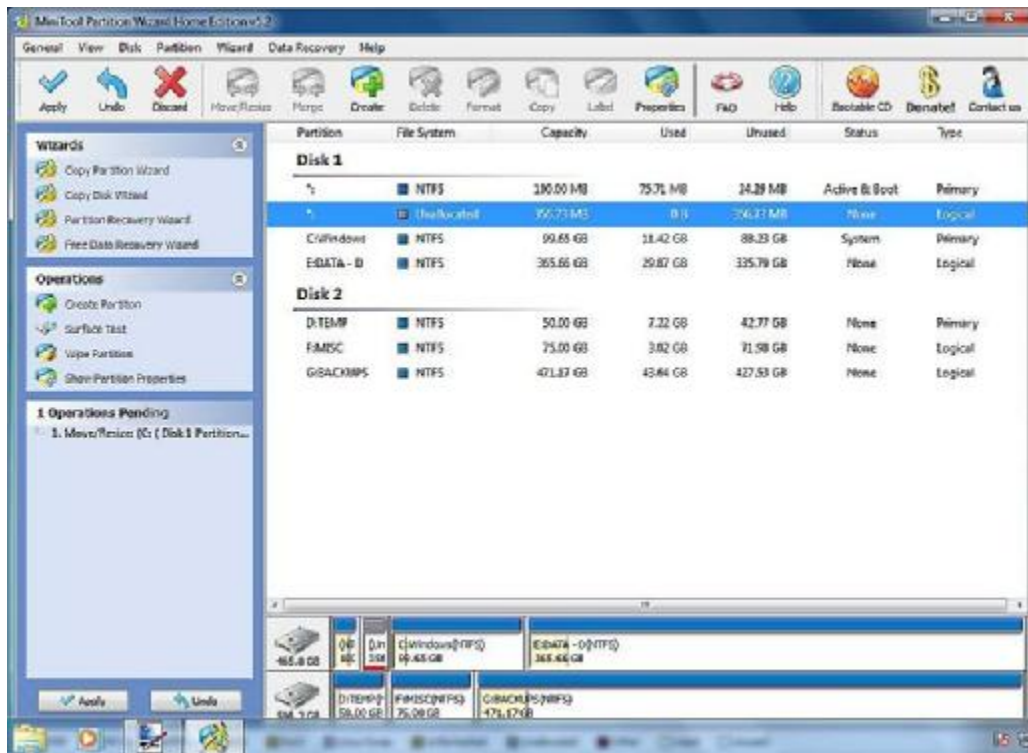 MiniTool Partition Wizard Home Edition v5.2
General View Disk Partition Wizard Data Recovery Help
Apply Undo Discard Move/Resize Merge Create Delete Format Copy Label Properties FAQ Help Bootable CD Donate! Contact us
Wizards
Copy Partition Wizard
Copy Disk Wizard
Partition Recovery Wizard
Free Data Recovery Wizard
Operations
Create Partition
Surface Test
Wipe Partition
Show Partition Properties
1 Operations Pending
1. Move/Resize: (C: ( Disk 1 Partition...
Apply Undo
Partition File System Capacity Used Unused Status Type
Disk 1
*: NTFS 100.00 MB 75.71 MB 24.29 MB Active & Boot Primary
*: Unallocated 0 B None Logical
C:Windows NTFS 99.65 GB 88.23 GB System Primary
E:DATA - D NTFS 365.66 GB 29.87 GB 335.79 GB None Logical
Disk 2
D:TEMP NTFS 50.00 GB 7.22 GB 42.77 GB None Primary
F:MISC NTFS 75.00 GB 71.98 GB None Logical
G:BACKUPS NTFS 471.17 GB 43.64 GB 427.53 GB None Logical
465.8 GB
C:Windows(NTFS)
99.65 GB
E:DATA - D(NTFS)
365.66 GB
D:TEMP(
50.00 GB
F:MISC(NTFS)
75.00 GB
G:BACKUPS(NTFS)
471.17 GB